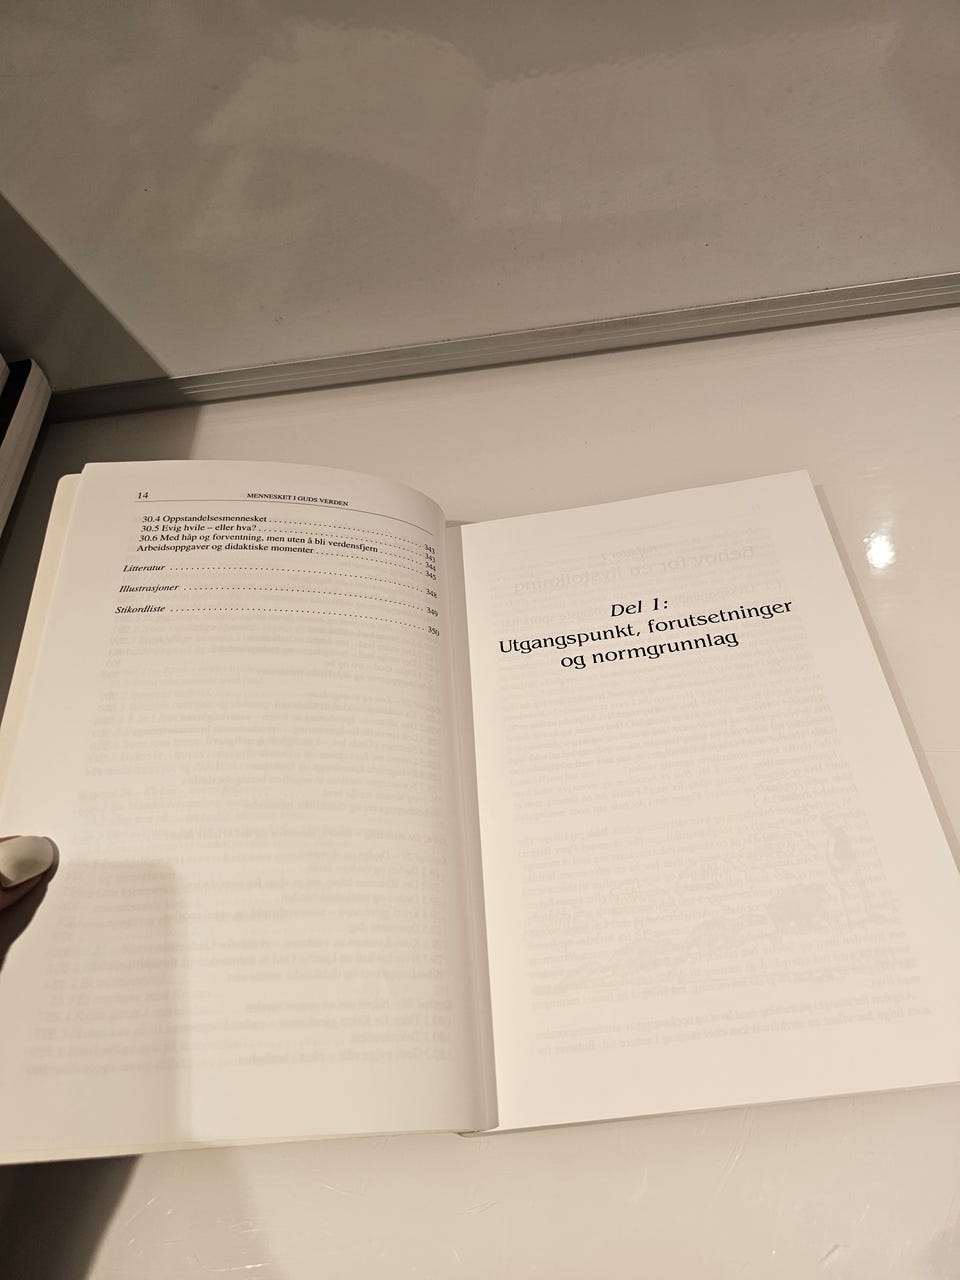 14 MENNESKET I GUDS VERDEN
30.4 Oppstandelsesmennesket ........ 343
30.5 Evig hvile – eller hva? ........ 343
30.6 Med håp og forventning, men uten å bli verdensfjern ........ 344
Arbeidsoppgaver og didaktiske momenter ........ 345
Litteratur ........ 348
Illustrasjoner ........ 349
Stikordliste ........ 350
Del 1:
Utgangspunkt, forutsetninger
og normgrunnlag